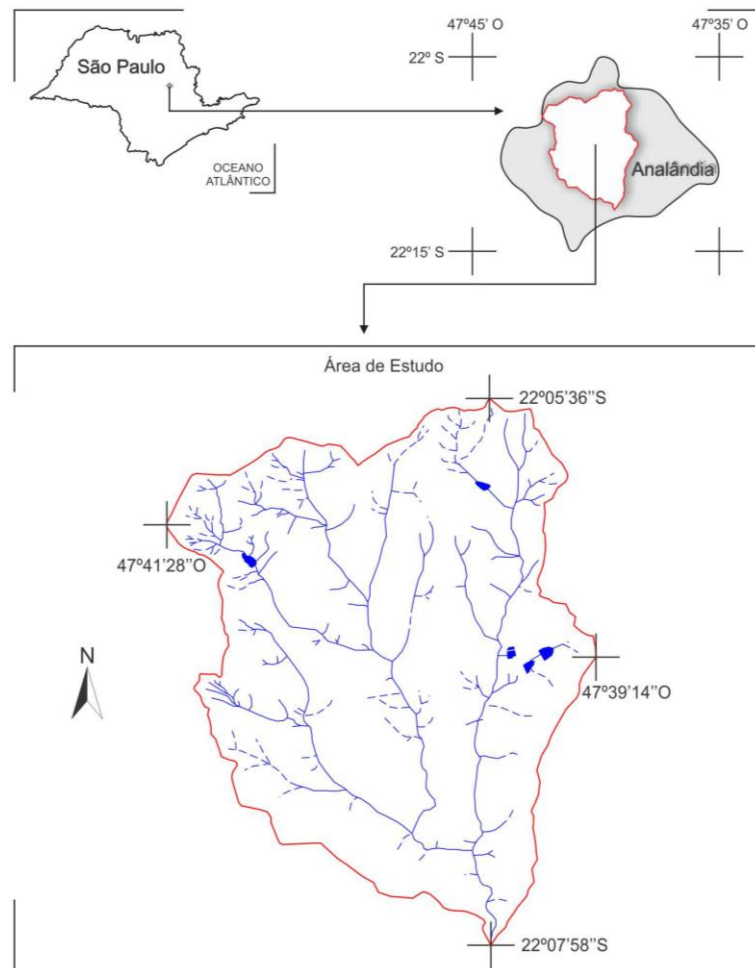 47º45' O
47º35' O
22º S
São Paulo
OCEANO
ATLÂNTICO
Analândia
22º15' S
Área de Estudo
22º05'36’’S
47º41'28’’O
N
47º39'14’’O
22º07'58’’S